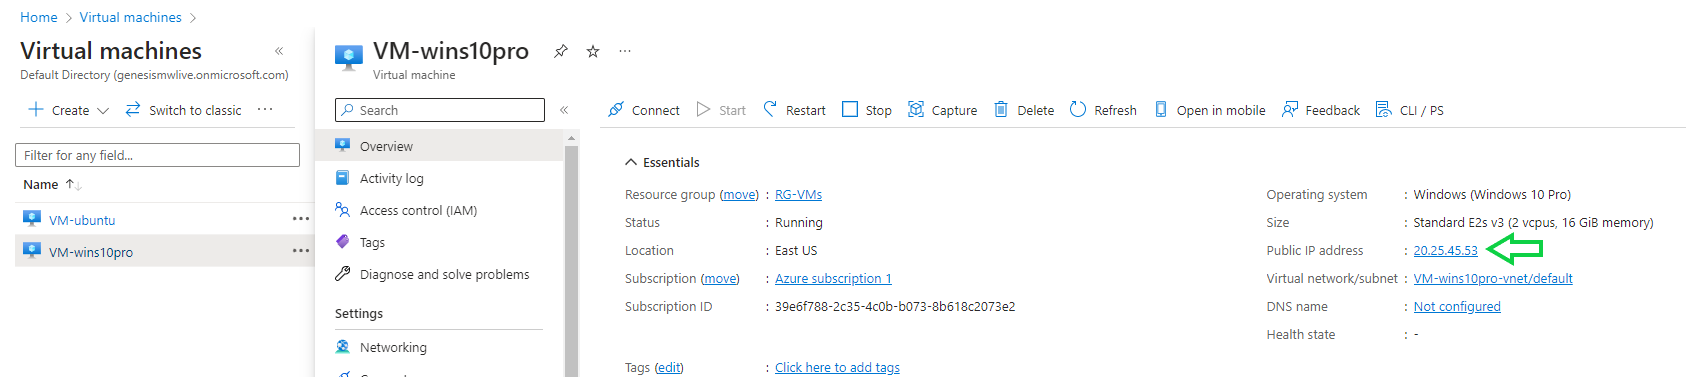 Home > Virtual machines >
Virtual machines «
Default Directory (genesismwlive.onmicrosoft.com)
+ Create Switch to classic ...
Filter for any field...
Name ↑↓
VM-ubuntu ...
VM-wins10pro ...
VM-wins10pro ...
Virtual machine
Search «
Overview
Activity log
Access control (IAM)
Tags
Diagnose and solve problems
Settings
Networking
Connect Start Restart Stop Capture Delete Refresh Open in mobile Feedback CLI / PS
Essentials
Resource group (move) : RG-VMs
Status : Running
Location : East US
Subscription (move) : Azure subscription 1
Subscription ID : 39e6f788-2c35-4c0b-b073-8b618c2073e2
Tags (edit) : Click here to add tags
Operating system : Windows (Windows 10 Pro)
Size : Standard E2s v3 (2 vcpus, 16 GiB memory)
Public IP address : 20.25.45.53
Virtual network/subnet : VM-wins10pro-vnet/default
DNS name : Not configured
Health state : -